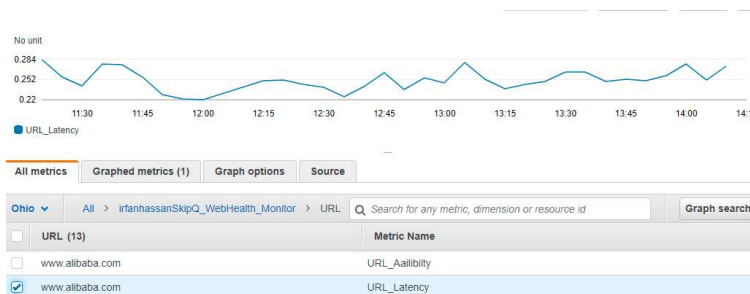 No unit
0.284
0.252
0.22
11:30 11:45 12:00 12:15 12:30 12:45 13:00 13:15 13:30 13:45 14:00
URL_Latency
All metrics Graphed metrics (1) Graph options Source
Ohio All > irfanhassanSkipQ_WebHealth_Monitor > URL Search for any metric, dimension or resource id Graph search
URL (13) Metric Name
www.alibaba.com URL_Aailibilty
www.alibaba.com URL_Latency